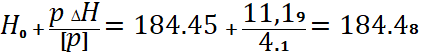 H₀ + p ΔH / [p] = 184.45 + 11,1₉ / 4.₁ = 184.4₈